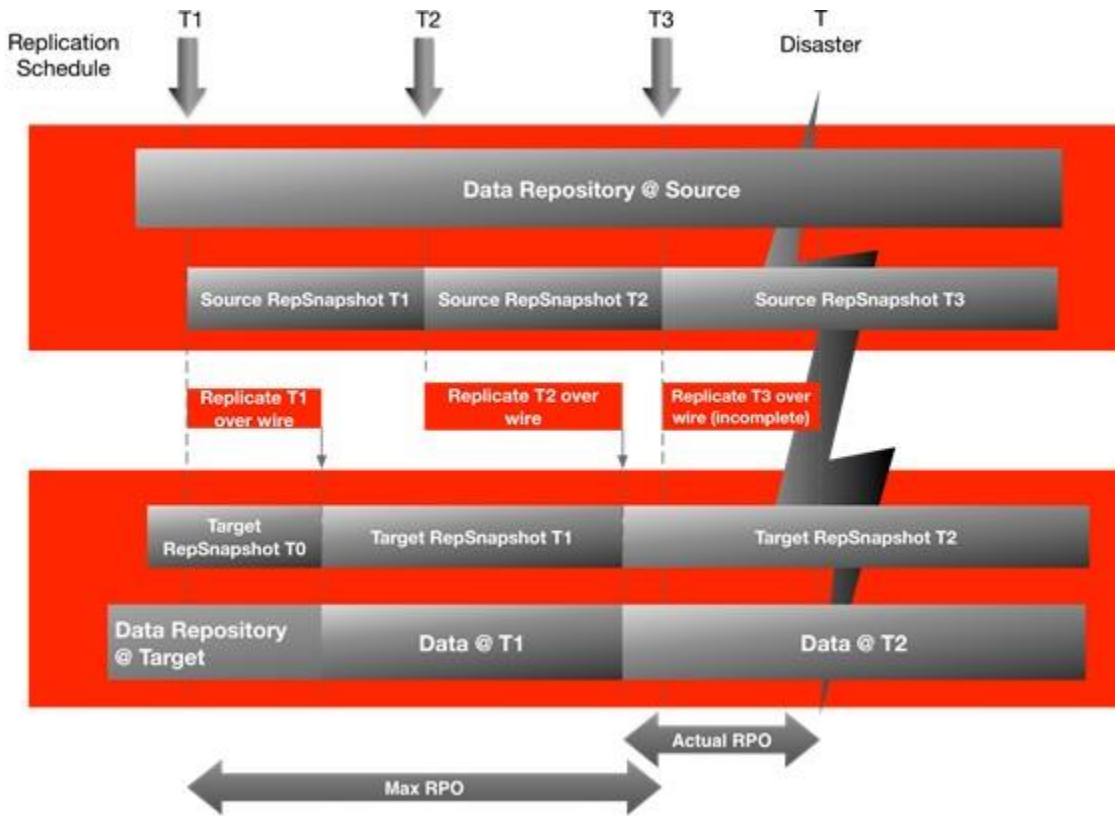 Replication
Schedule
T1
T2
T3
T
Disaster
Data Repository @ Source
Source RepSnapshot T1
Source RepSnapshot T2
Source RepSnapshot T3
Replicate T1
over wire
Replicate T2 over
wire
Replicate T3 over
wire (incomplete)
Target
RepSnapshot T0
Target RepSnapshot T1
Target RepSnapshot T2
Data Repository
@ Target
Data @ T1
Data @ T2
Actual RPO
Max RPO